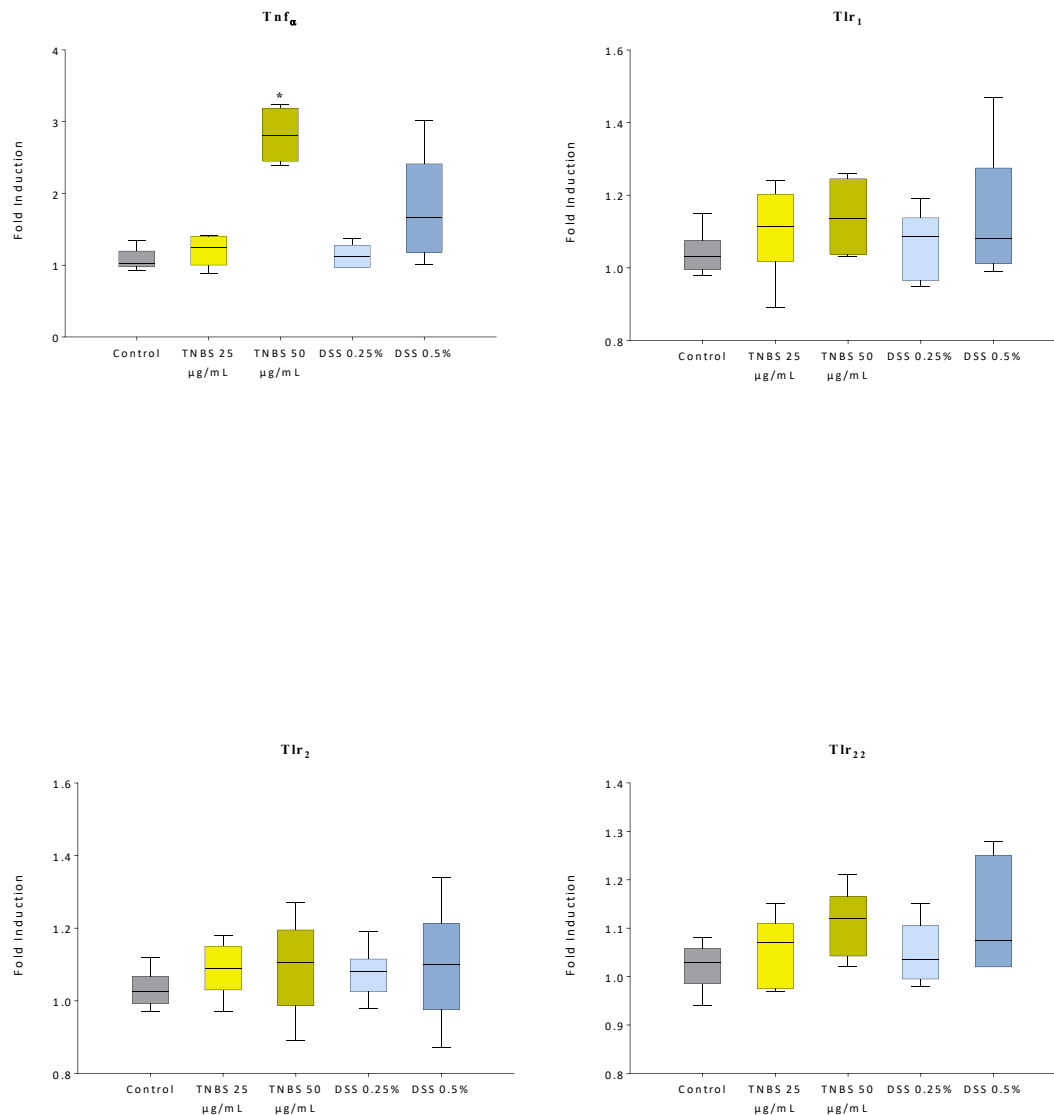 Tnfα
4
3
2
1
0
Fold Induction
*
Control TNBS 25 TNBS 50 DSS 0.25% DSS 0.5%
µg/mL µg/mL
Tlr1
1.6
1.4
1.2
1.0
0.8
Fold Induction
Control TNBS 25 TNBS 50 DSS 0.25% DSS 0.5%
µg/mL µg/mL
Tlr2
1.6
1.4
1.2
1.0
0.8
Fold Induction
Control TNBS 25 TNBS 50 DSS 0.25% DSS 0.5%
µg/mL µg/mL
Tlr22
1.4
1.3
1.2
1.1
1.0
0.9
0.8
Fold Induction
Control TNBS 25 TNBS 50 DSS 0.25% DSS 0.5%
µg/mL µg/mL